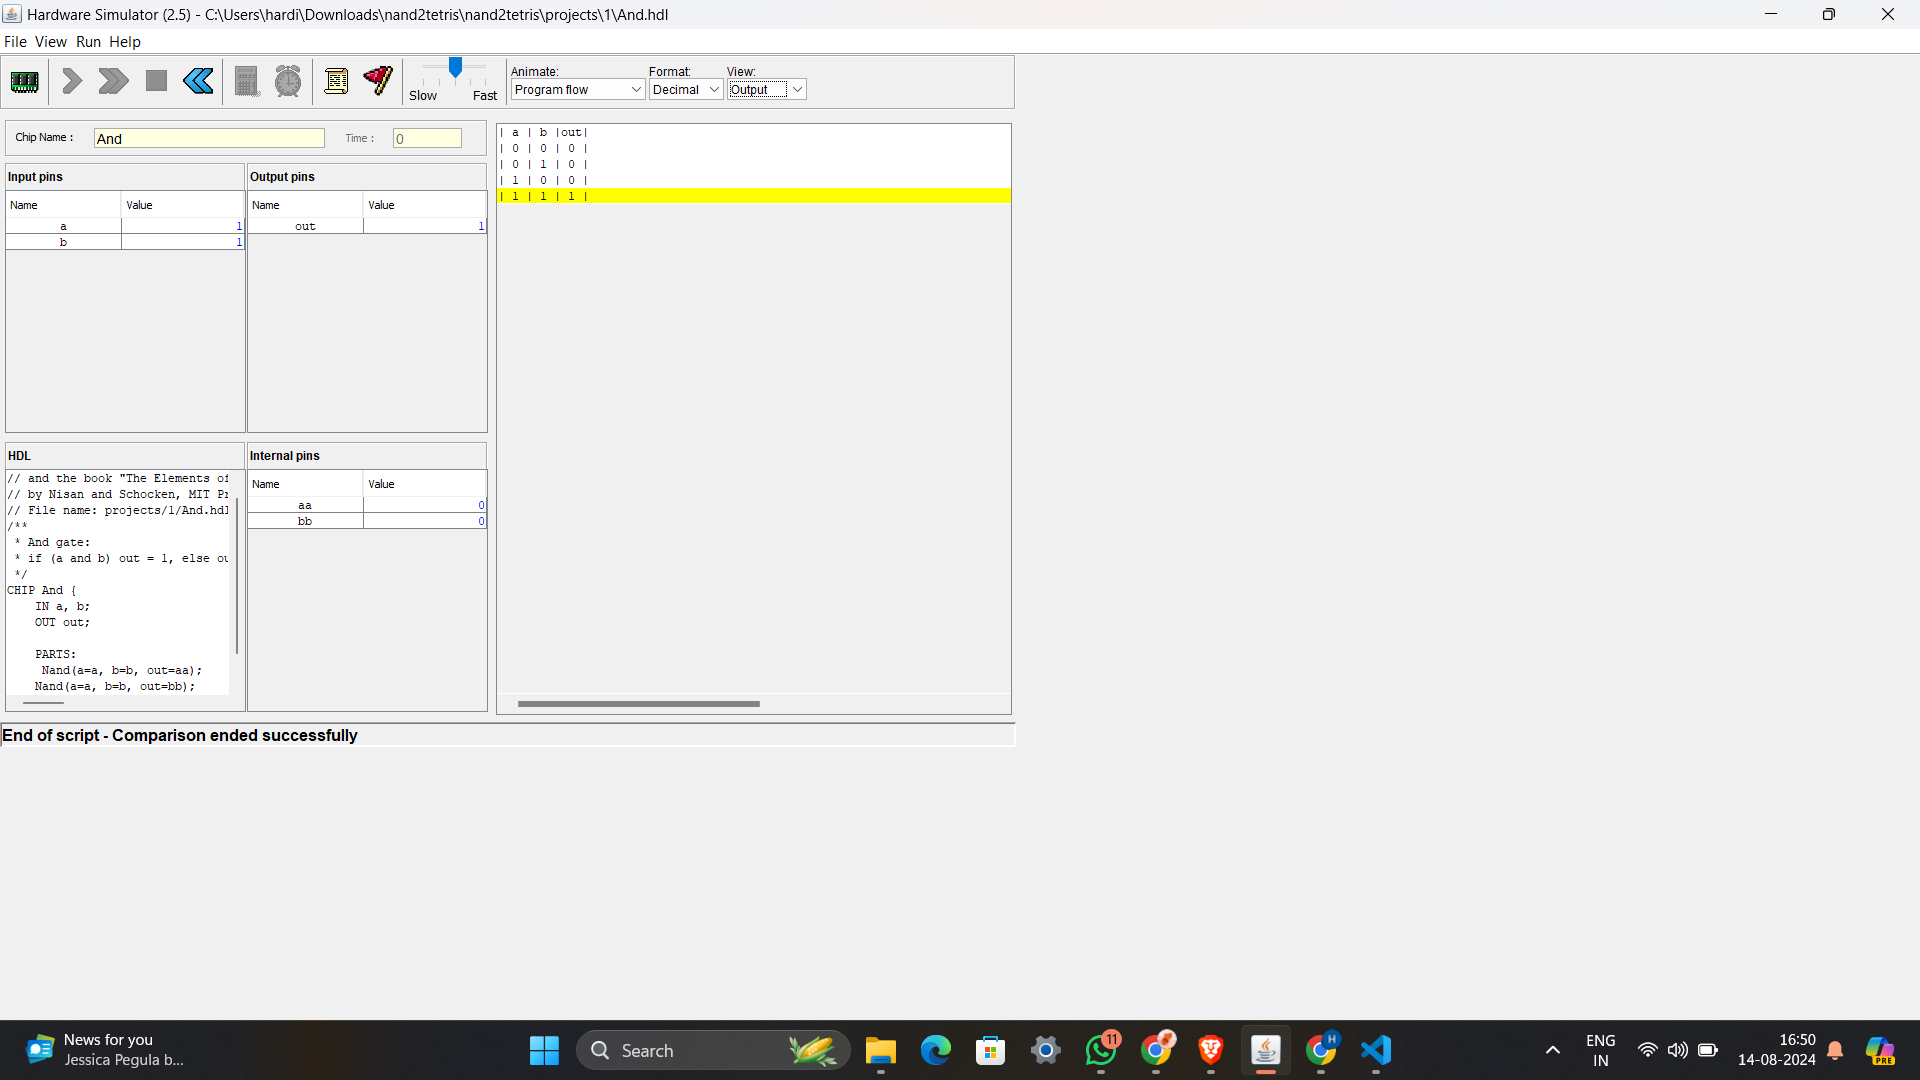 Hardware Simulator (2.5) - C:\Users\hardi\Downloads\nand2tetris\nand2tetris\projects\1\And.hdl
File View Run Help
Slow Fast
Animate: Format: View:
Program flow Decimal Output
Chip Name : And Time : 0
Input pins
Name Value
a 1
b 1
Output pins
Name Value
out 1
HDL
// and the book "The Elements of
// by Nisan and Schocken, MIT Pr
// File name: projects/1/And.hdl
/**
* And gate:
* if (a and b) out = 1, else ou
*/
CHIP And {
IN a, b;
OUT out;
PARTS:
Nand(a=a, b=b, out=aa);
Nand(a=a, b=b, out=bb);
Internal pins
Name Value
aa 0
bb 0
| a | b |out|
| 0 | 0 | 0 |
| 0 | 1 | 0 |
| 1 | 0 | 0 |
| 1 | 1 | 1 |
End of script - Comparison ended successfully
News for you
Jessica Pegula b...
Search
11
H
ENG
IN
16:50
14-08-2024
PRE